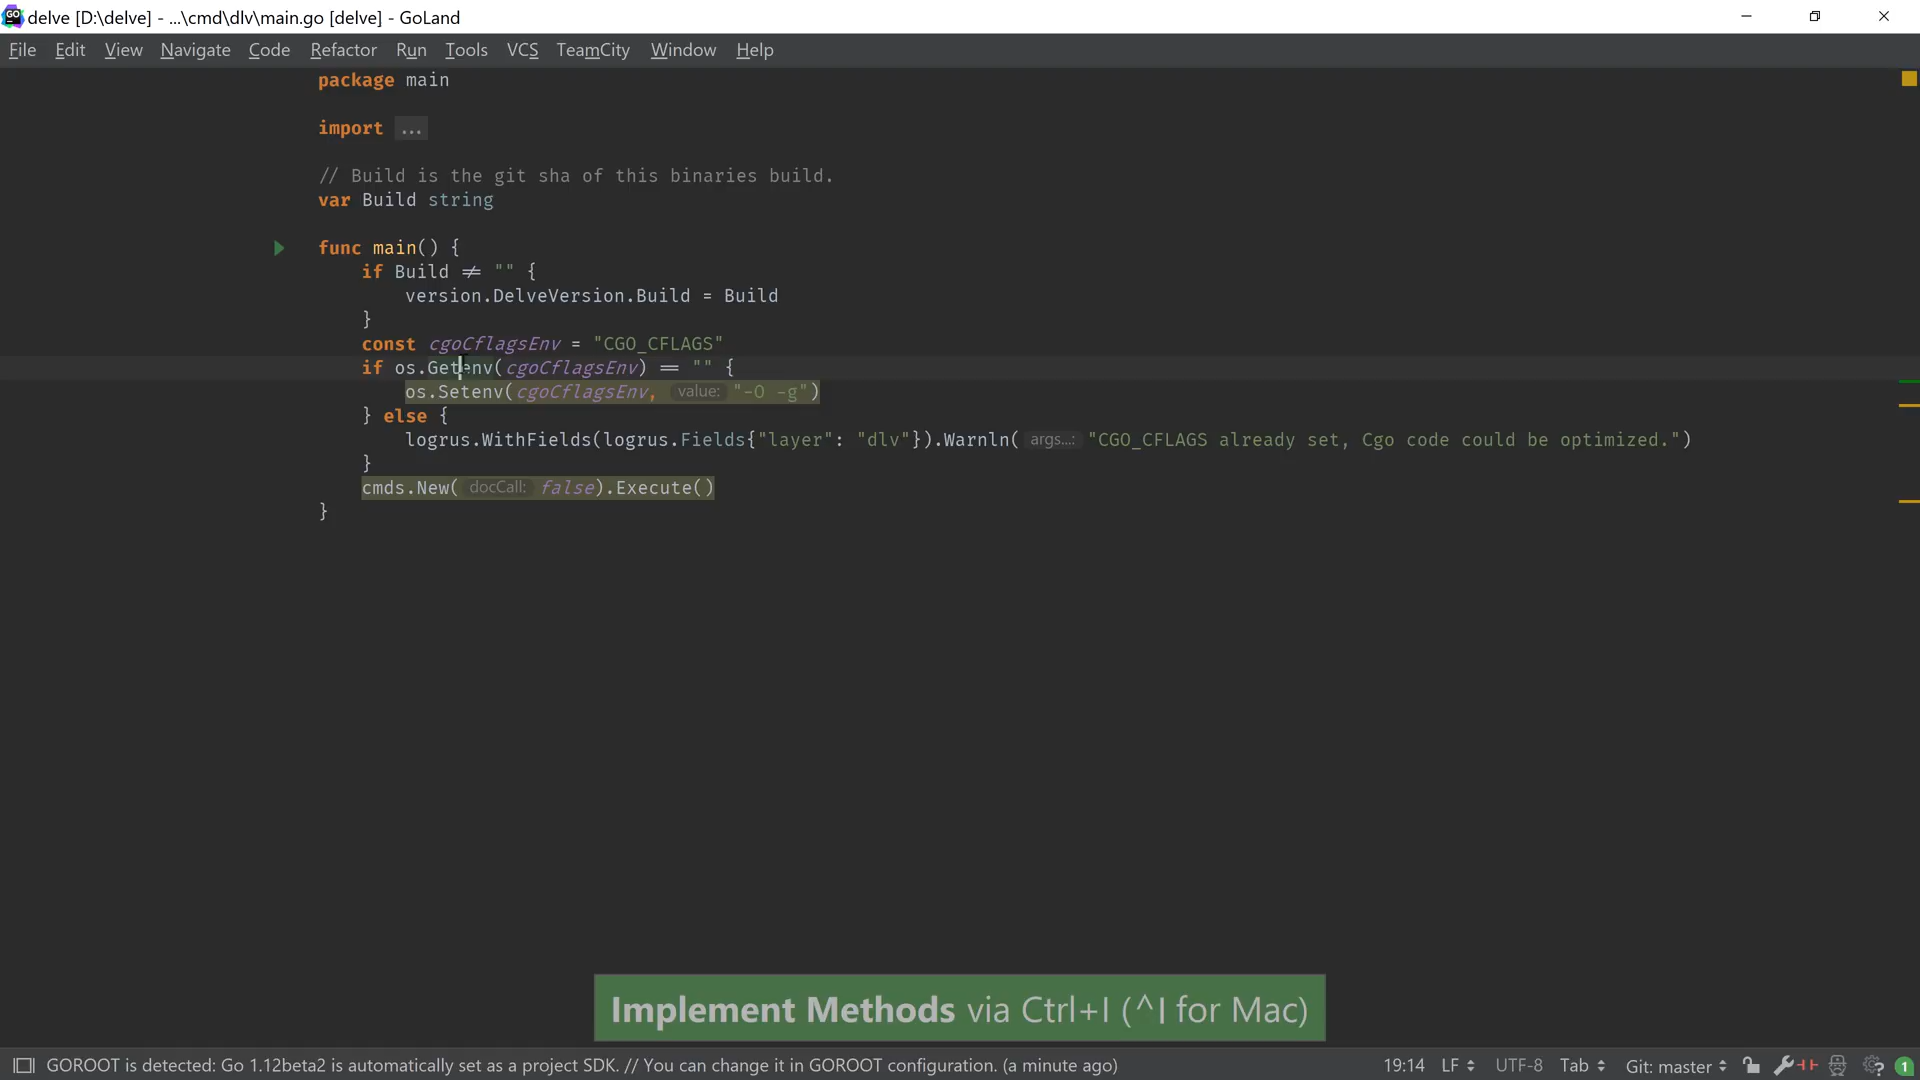 delve [D:\delve] - ...\cmd\dlv\main.go [delve] - GoLand
File Edit View Navigate Code Refactor Run Tools VCS TeamCity Window Help
package main
import ...
// Build is the git sha of this binaries build.
var Build string
func main() {
if Build ≠ "" {
version.DelveVersion.Build = Build
}
const cgoCflagsEnv = "CGO_CFLAGS"
if os.Getenv(cgoCflagsEnv) == "" {
os.Setenv(cgoCflagsEnv, value: "-O -g")
} else {
logrus.WithFields(logrus.Fields{"layer": "dlv"}).Warnln( args...: "CGO_CFLAGS already set, Cgo code could be optimized.")
}
cmds.New( docCall: false).Execute()
}
Implement Methods via Ctrl+I (^I for Mac)
GOROOT is detected: Go 1.12beta2 is automatically set as a project SDK. // You can change it in GOROOT configuration. (a minute ago) 19:14 LF UTF-8 Tab Git: master 1